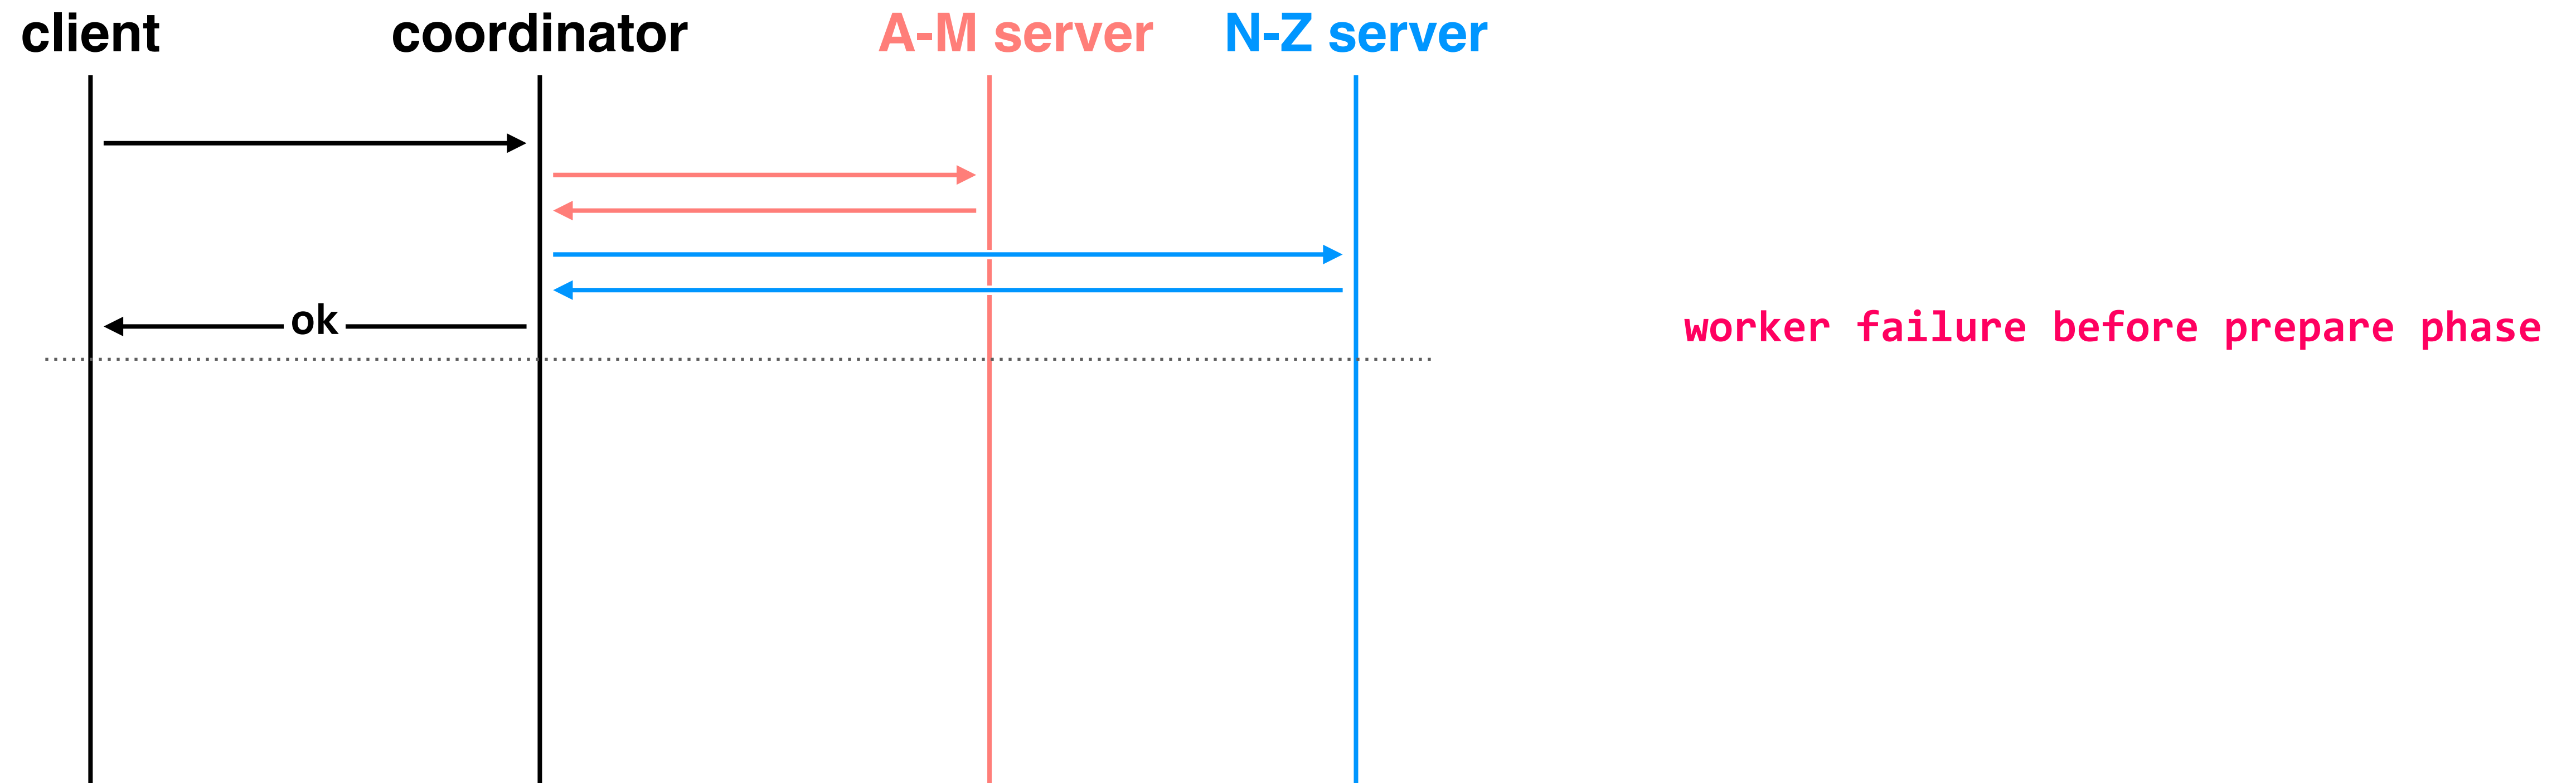 client coordinator A-M server N-Z server
ok
worker failure before prepare phase